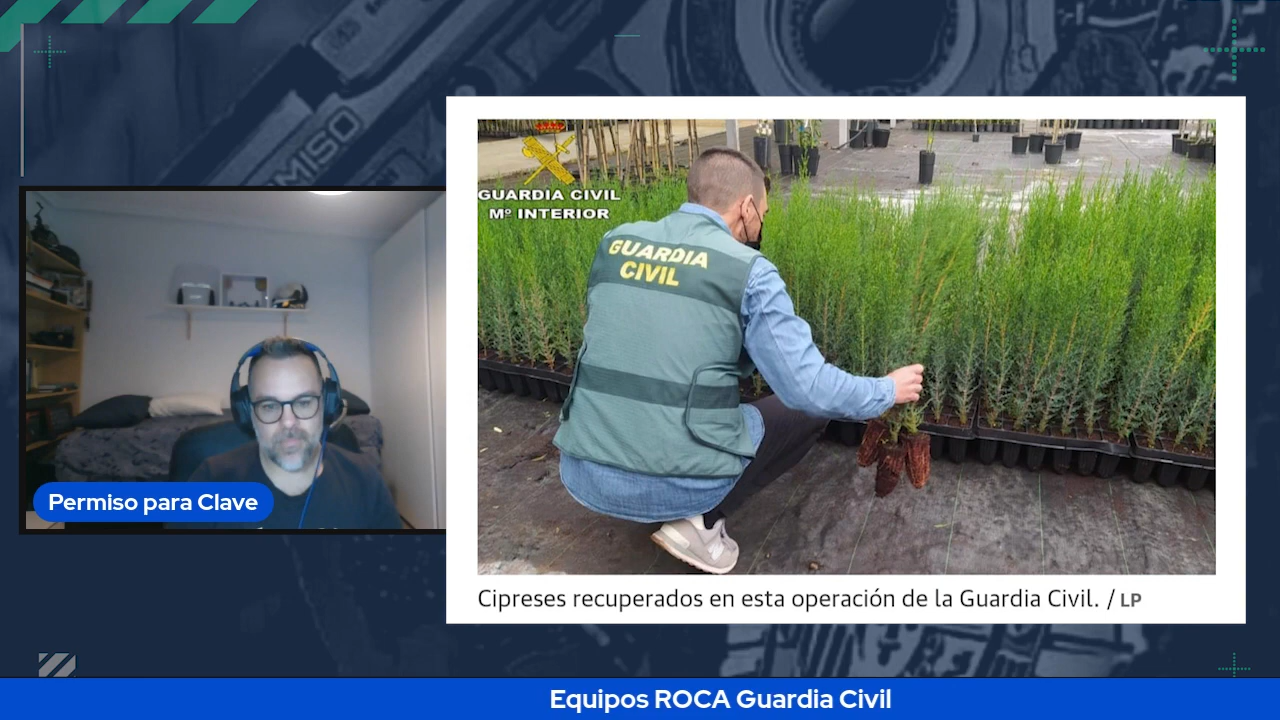 PERMISO
GUARDIA CIVIL
Mº INTERIOR
GUARDIA
CIVIL
Permiso para Clave
Cipreses recuperados en esta operación de la Guardia Civil. / LP
Equipos ROCA Guardia Civil